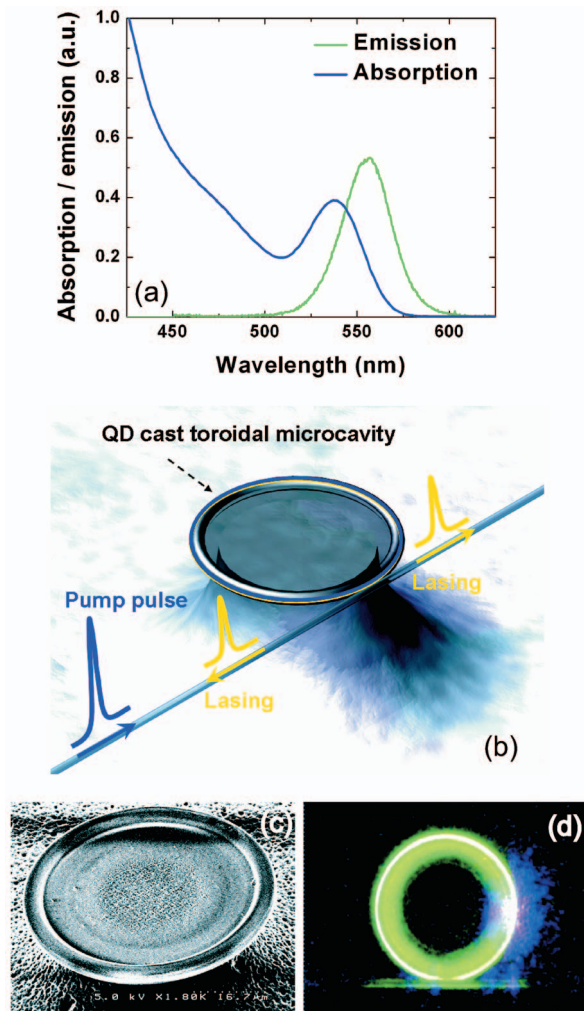 1.0
Emission
Absorption
0.8
0.6
0.4
0.2
0.0
Absorption / emission (a.u.)
(a)
450 500 550 600
Wavelength (nm)
QD cast toroidal microcavity
Lasing
Pump pulse
Lasing
(b)
(c)
5.0 kV X1.80K 16.7µm
(d)